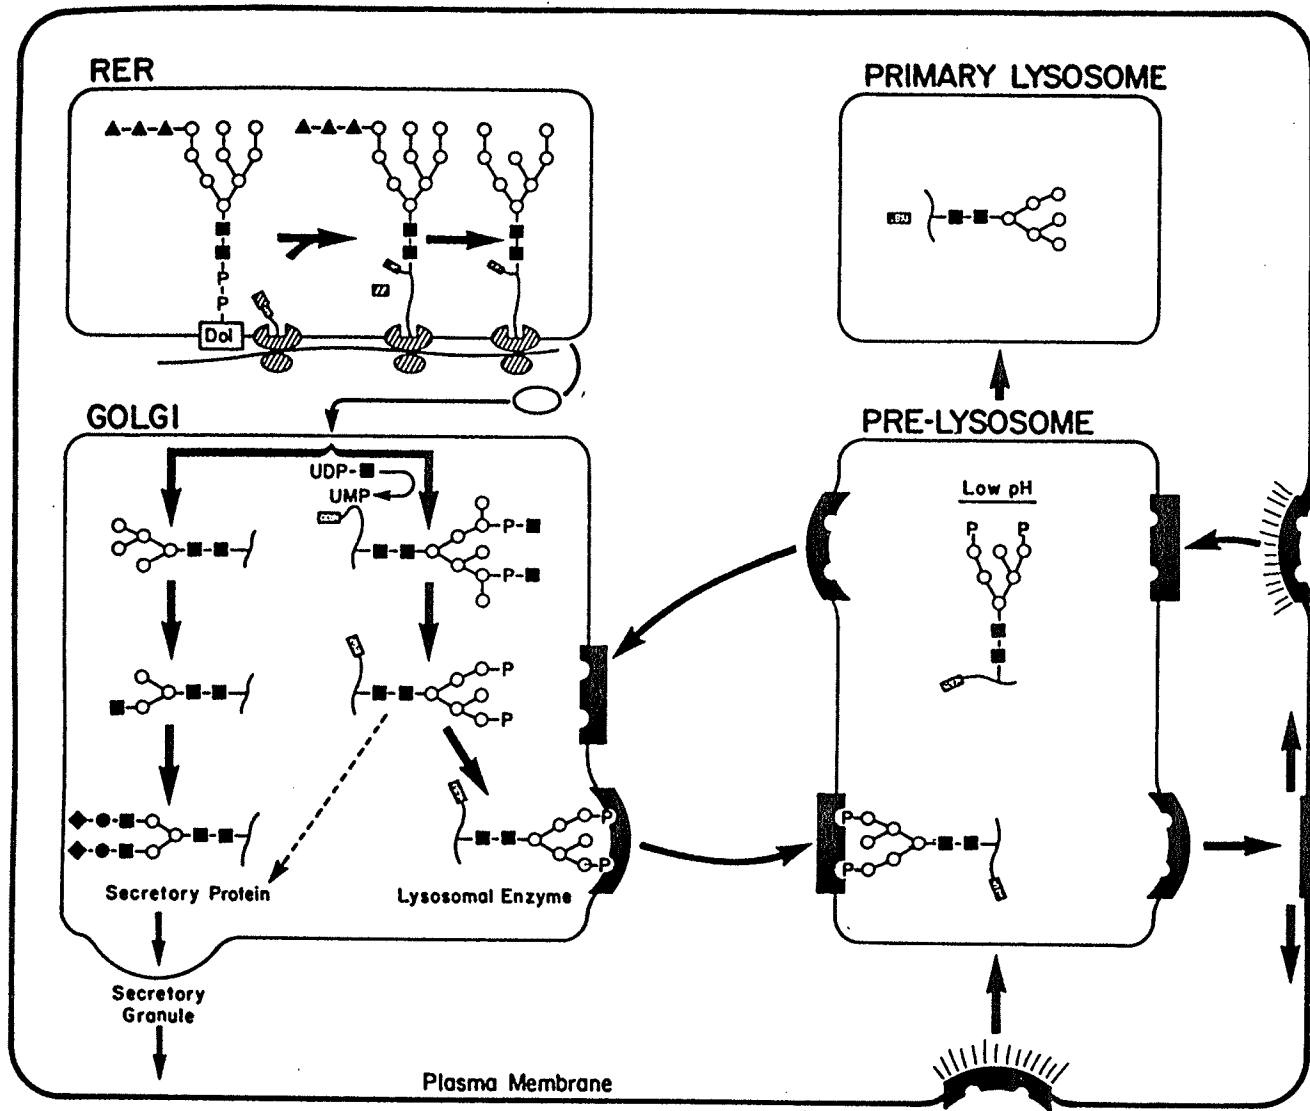 RER
PRIMARY LYSOSOME
P
P
Dol
GOLGI
PRE-LYSOSOME
UDP-■
UMP
Low pH
P P
P-■
P-■
P
P
P
P
P
P
Secretory Protein
Lysosomal Enzyme
Secretory
Granule
Plasma Membrane